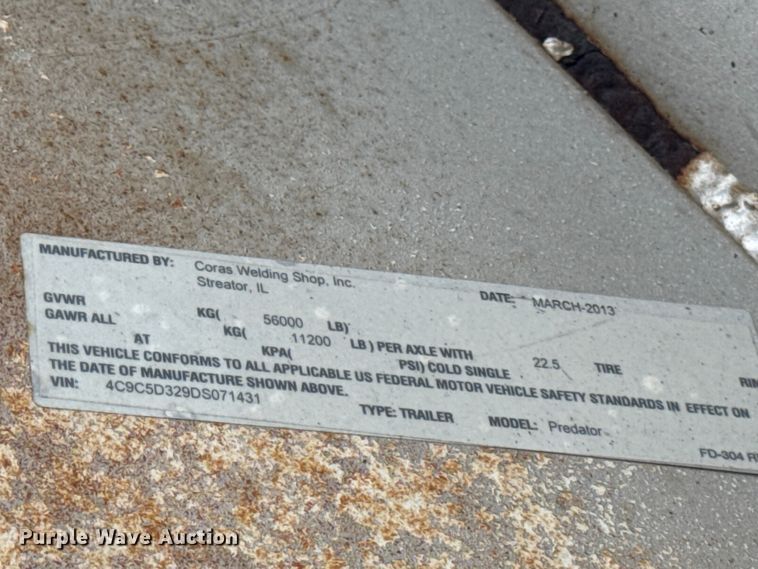 MANUFACTURED BY: Coras Welding Shop, Inc. DATE: MARCH-2013
Streator, IL
GVWR KG( 56000 LB)
GAWR ALL KG( 11200 LB ) PER AXLE WITH 22.5 TIRE RIM
AT KPA( PSI) COLD SINGLE
THIS VEHICLE CONFORMS TO ALL APPLICABLE US FEDERAL MOTOR VEHICLE SAFETY STANDARDS IN EFFECT ON
THE DATE OF MANUFACTURE SHOWN ABOVE.
VIN: 4C9C5D329DS071431 TYPE: TRAILER MODEL: Predator
FD-304
Purple Wave Auction